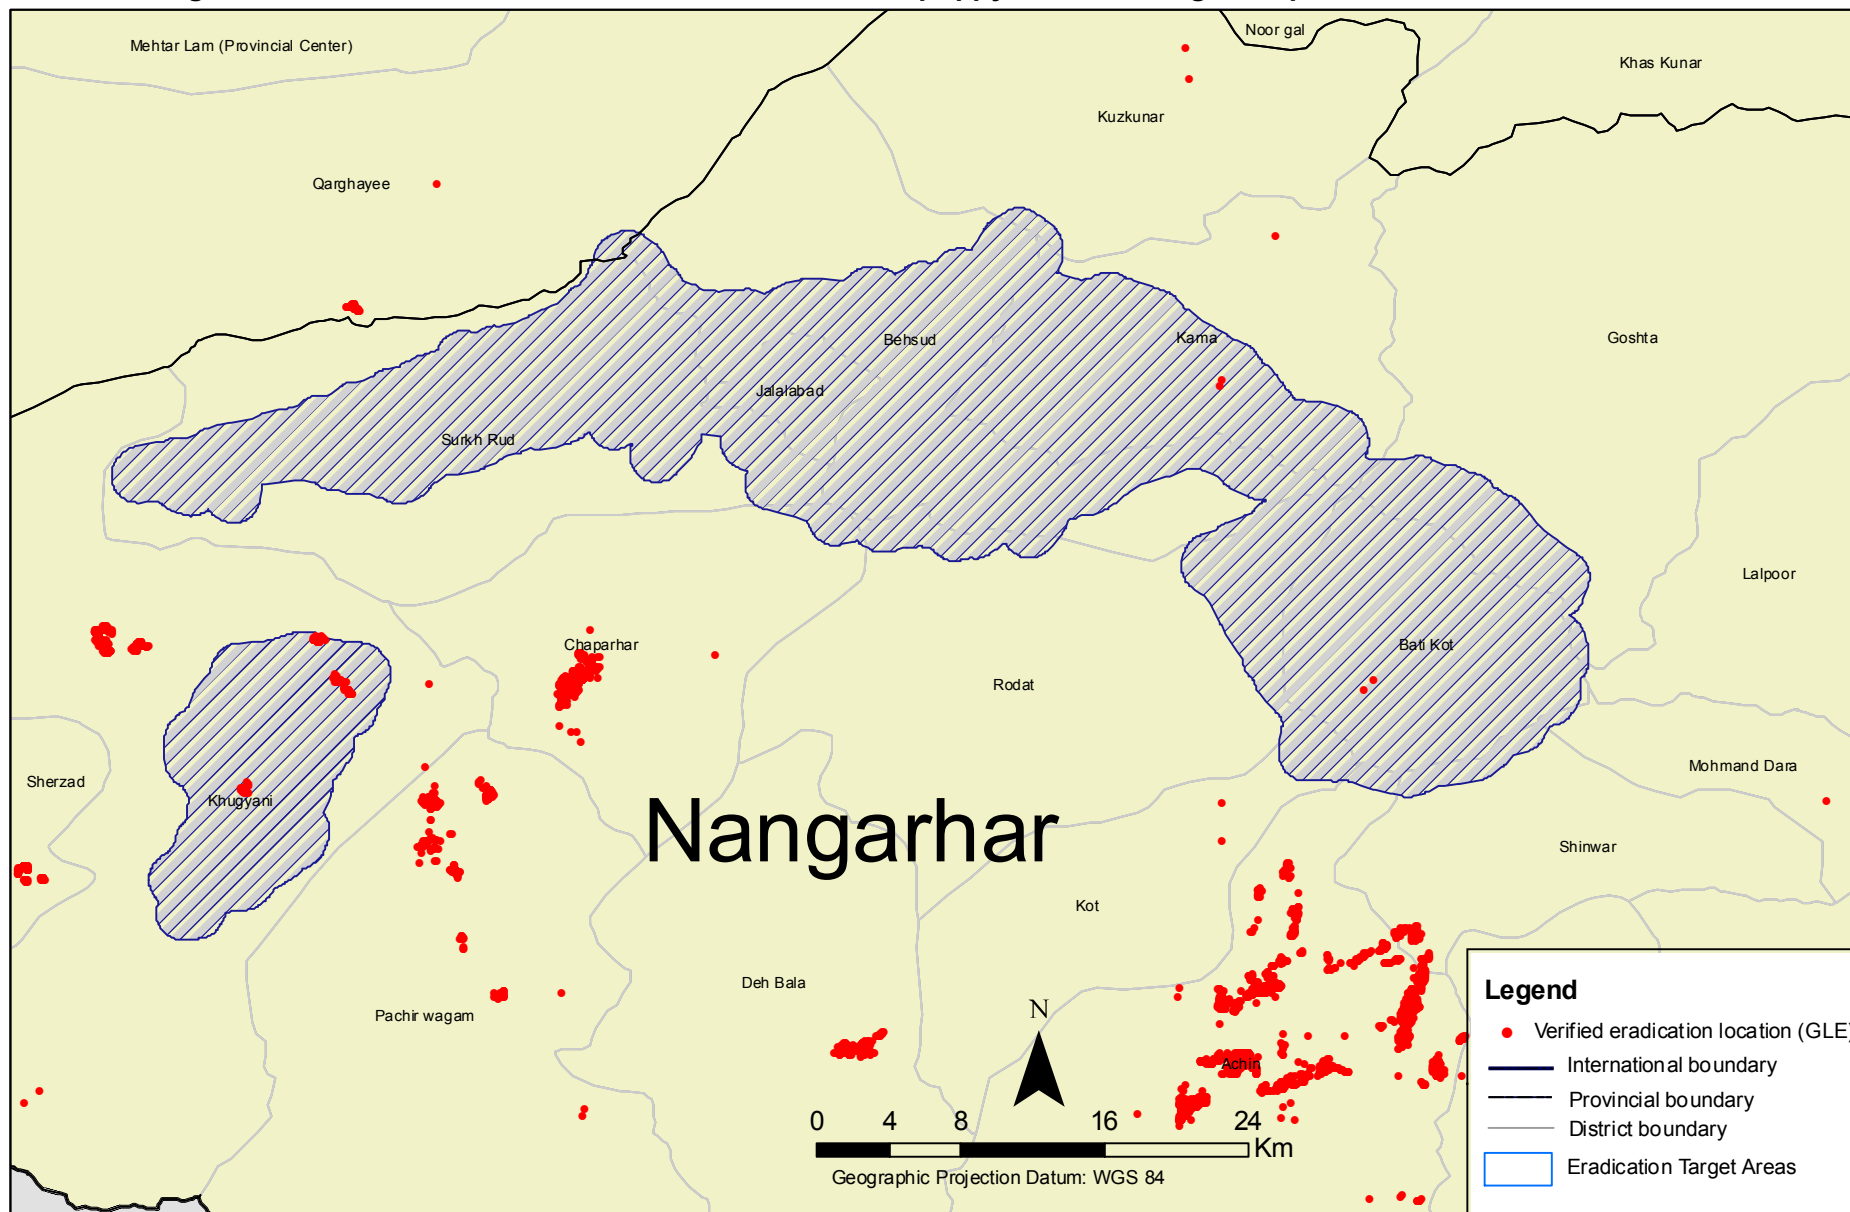 Noor gal
Mehtar Lam (Provincial Center)
Khas Kunar
Kuzkunar
Qarghayee
Behsud
Kama
Goshta
Jalalabad
Surkh Rud
Lalpoor
Chaparhar
Bati Kot
Rodat
Mohmand Dara
Sherzad
Khugyani
Nangarhar
Shinwar
Kot
Deh Bala
Pachir wagam
Achin
N
0 4 8 16 24
Km
Geographic Projection Datum: WGS 84
Legend
Verified eradication location (GLE)
International boundary
Provincial boundary
District boundary
Eradication Target Areas